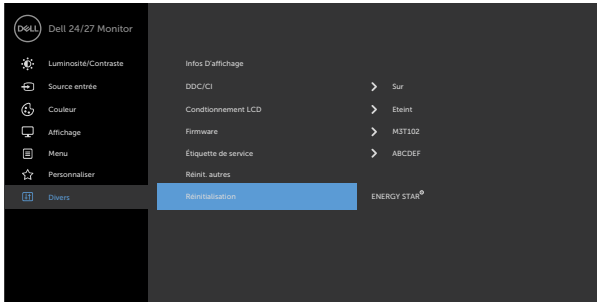 DELL Dell 24/27 Monitor
Luminosité/Contraste Infos D'affichage
Source entrée DDC/CI Sur
Couleur Condtionnement LCD Eteint
Affichage Firmware M3T102
Menu Étiquette de service ABCDEF
Personnaliser Réinit. autres
Divers Réinitialisation ENERGY STAR®